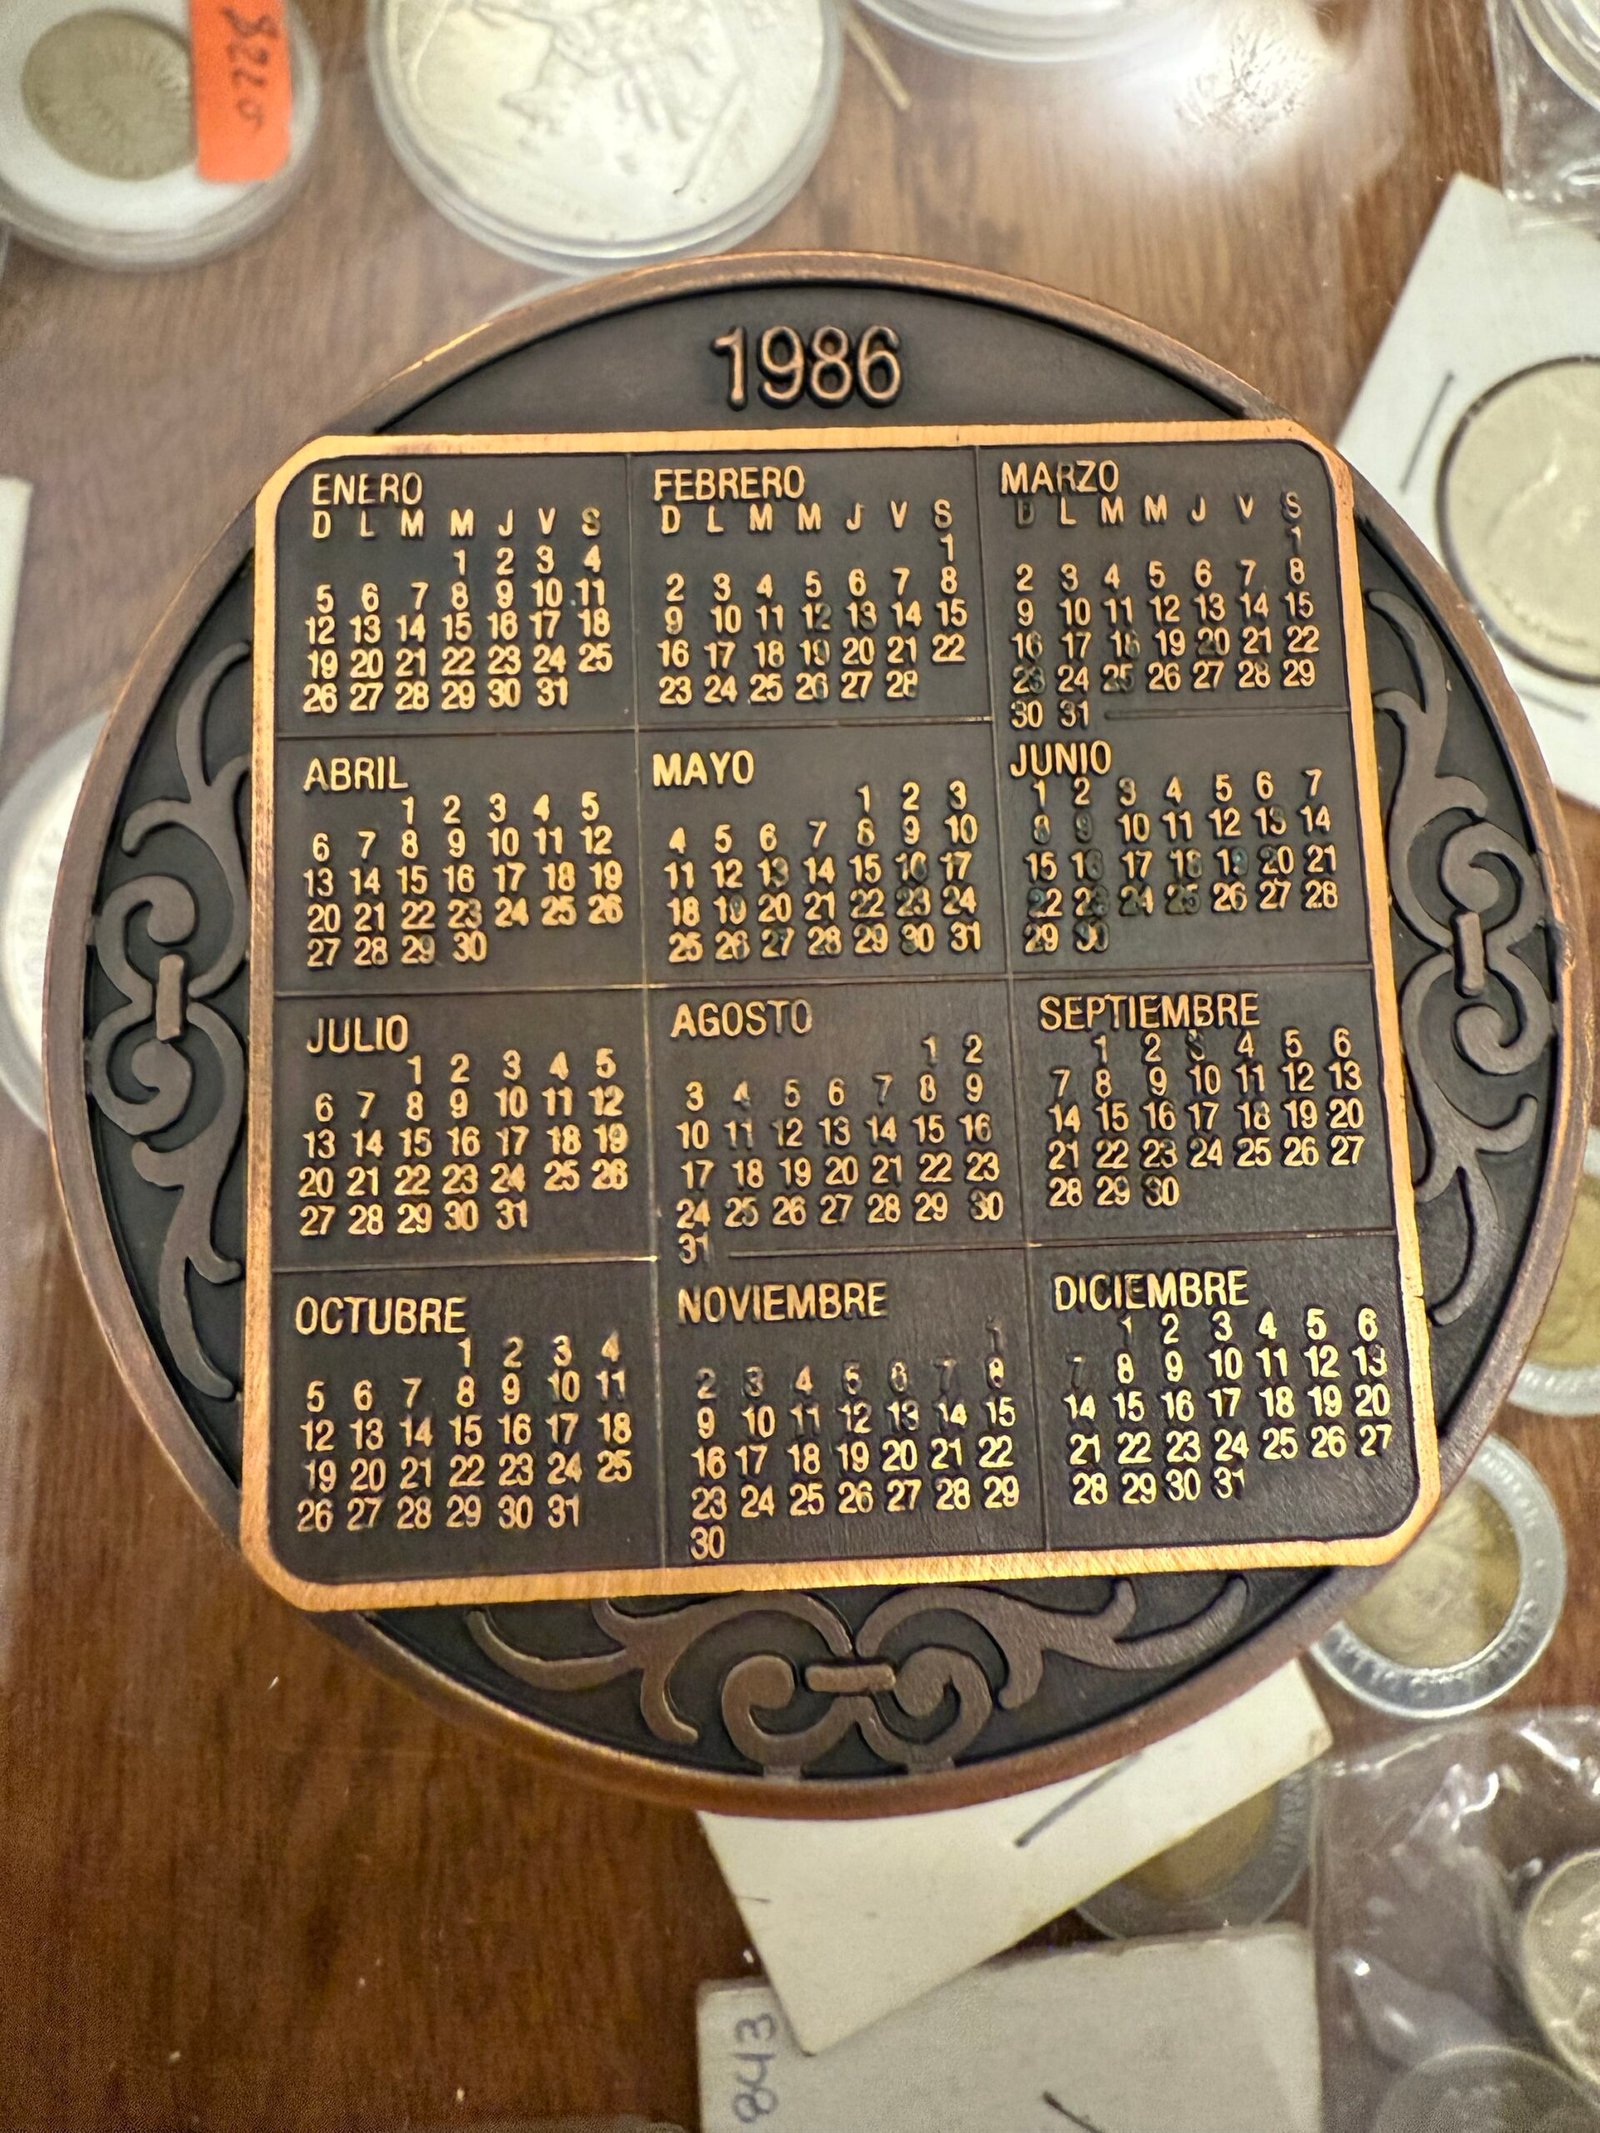 $220
1986
ENERO
D L M M J V S
1 2 3 4
5 6 7 8 9 10 11
12 13 14 15 16 17 18
19 20 21 22 23 24 25
26 27 28 29 30 31
FEBRERO
D L M M J V S
1
2 3 4 5 6 7 8
9 10 11 12 13 14 15
16 17 18 19 20 21 22
23 24 25 26 27 28
MARZO
D L M M J V S
1
2 3 4 5 6 7 8
9 10 11 12 13 14 15
16 17 18 19 20 21 22
23 24 25 26 27 28 29
30 31
ABRIL
1 2 3 4 5
6 7 8 9 10 11 12
13 14 15 16 17 18 19
20 21 22 23 24 25 26
27 28 29 30
MAYO
1 2 3
4 5 6 7 8 9 10
11 12 13 14 15 16 17
18 19 20 21 22 23 24
25 26 27 28 29 30 31
JUNIO
1 2 3 4 5 6 7
8 9 10 11 12 13 14
15 16 17 18 19 20 21
22 23 24 25 26 27 28
29 30
JULIO
1 2 3 4 5
6 7 8 9 10 11 12
13 14 15 16 17 18 19
20 21 22 23 24 25 26
27 28 29 30 31
AGOSTO
1 2
3 4 5 6 7 8 9
10 11 12 13 14 15 16
17 18 19 20 21 22 23
24 25 26 27 28 29 30
31
SEPTIEMBRE
1 2 3 4 5 6
7 8 9 10 11 12 13
14 15 16 17 18 19 20
21 22 23 24 25 26 27
28 29 30
OCTUBRE
1 2 3 4
5 6 7 8 9 10 11
12 13 14 15 16 17 18
19 20 21 22 23 24 25
26 27 28 29 30 31
NOVIEMBRE
1
2 3 4 5 6 7 8
9 10 11 12 13 14 15
16 17 18 19 20 21 22
23 24 25 26 27 28 29
30
DICIEMBRE
1 2 3 4 5 6
7 8 9 10 11 12 13
14 15 16 17 18 19 20
21 22 23 24 25 26 27
28 29 30 31
843